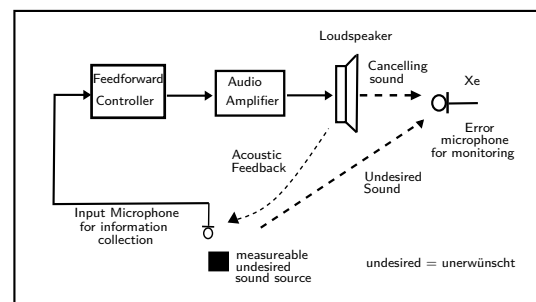 Loudspeaker
Feedforward
Controller
Audio
Amplifier
Cancelling
sound
Xe
Error
microphone
for monitoring
Acoustic
Feedback
Undesired
Sound
Input Microphone
for information
collection
measureable
undesired
sound source
undesired = unerwünscht